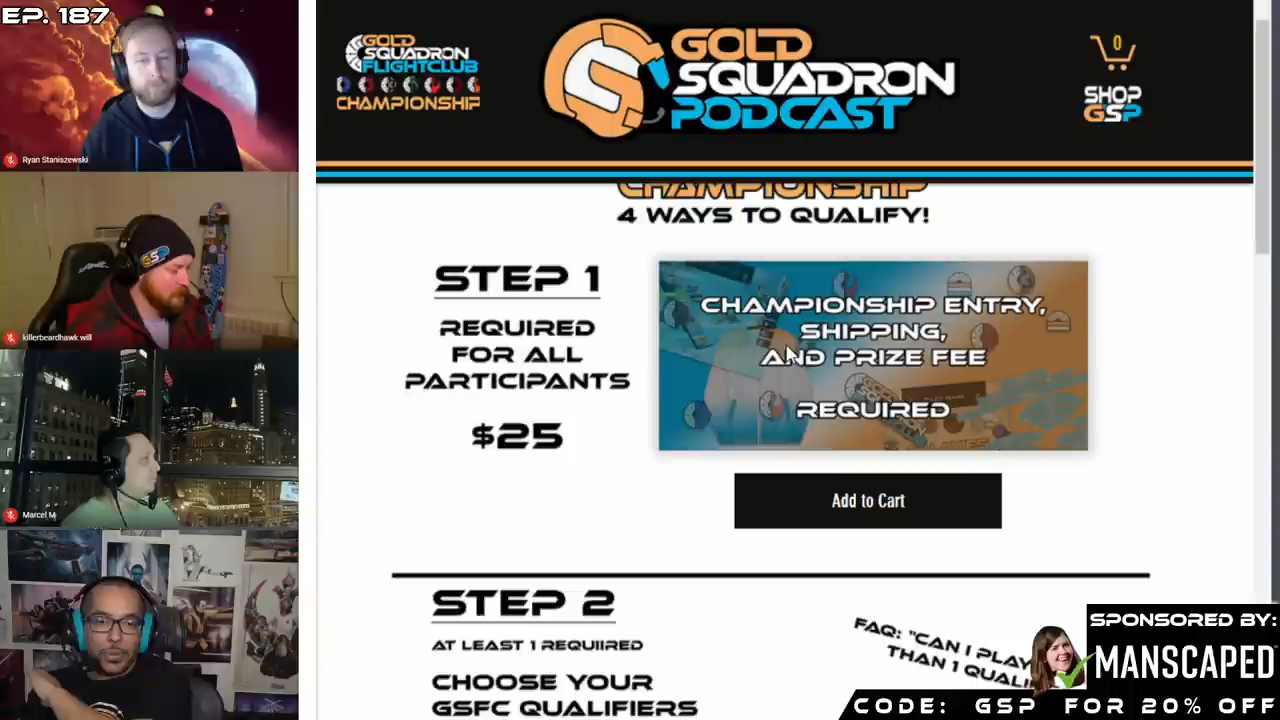 EP. 187
Ryan Staniszewski
killerbeardhawk will
Marcel M
GOLD
SQUADRON
FLIGHTCLUB
CHAMPIONSHIP
GOLD
SQUADRON
PODCAST
0
SHOP
GSP
CHAMPIONSHIP
4 WAYS TO QUALIFY!
STEP 1
REQUIRED
FOR ALL
PARTICIPANTS
$25
CHAMPIONSHIP ENTRY,
SHIPPING,
AND PRIZE FEE
REQUIRED
Add to Cart
STEP 2
AT LEAST 1 REQUIIRED
CHOOSE YOUR
GSFC QUALIFIERS
FAQ: "CAN I PLAY
THAN 1 QUALI
GSP
SPONSORED BY:
MANSCAPED
CODE: GSP FOR 20% OFF